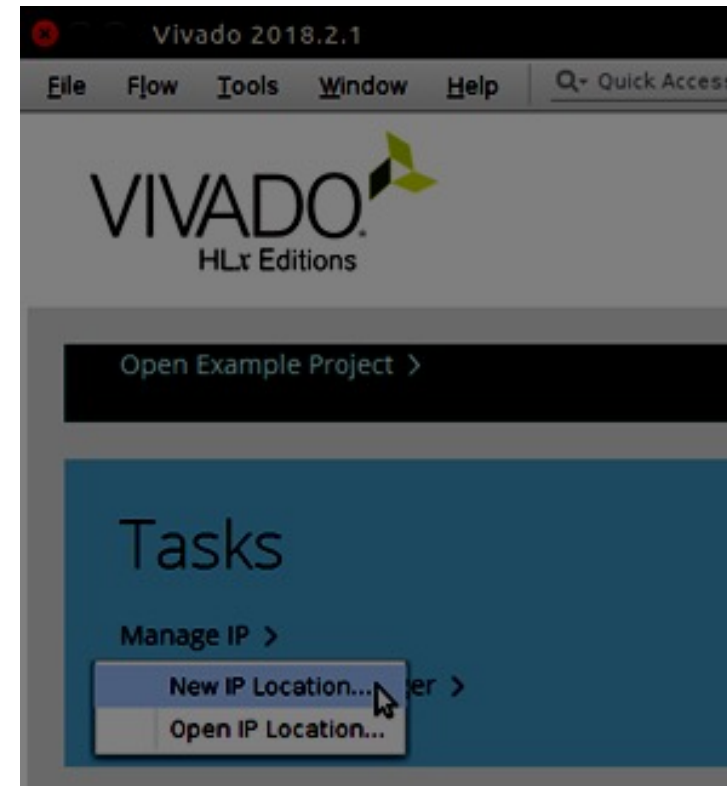 Vivado 2018.2.1
File Flow Tools Window Help Quick Access
VIVADO.
HLx Editions
Open Example Project >
Tasks
Manage IP >
New IP Location... er >
Open IP Location...